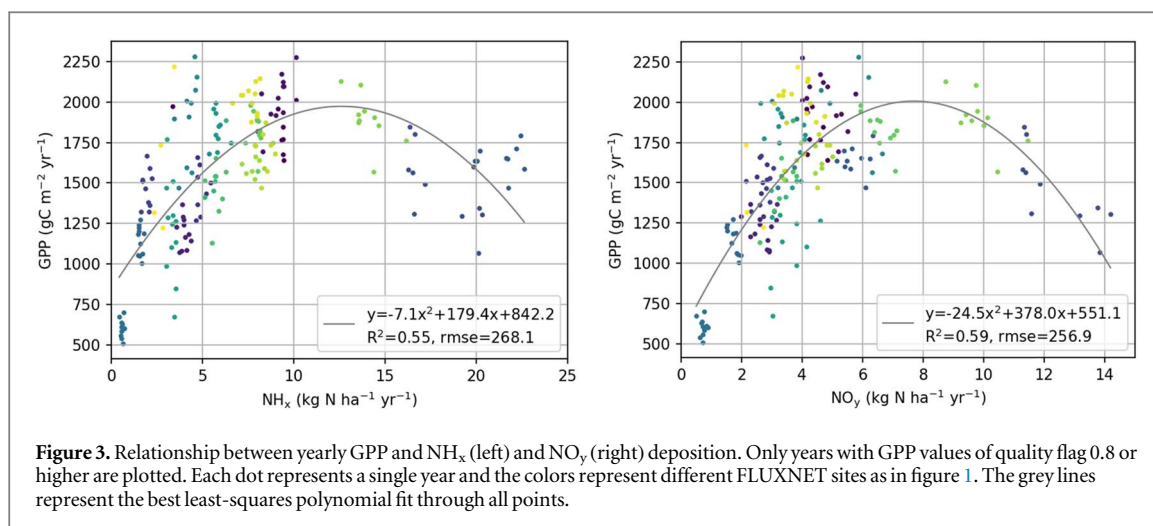 2250
2000
1750
1500
1250
1000
750
500
GPP (gC m⁻² yr⁻¹)
y=-7.1x²+179.4x+842.2
R²=0.55, rmse=268.1
0 5 10 15 20 25
NHₓ (kg N ha⁻¹ yr⁻¹)
2250
2000
1750
1500
1250
1000
750
500
GPP (gC m⁻² yr⁻¹)
y=-24.5x²+378.0x+551.1
R²=0.59, rmse=256.9
0 2 4 6 8 10 12 14
NOᵧ (kg N ha⁻¹ yr⁻¹)
Figure 3. Relationship between yearly GPP and NHₓ (left) and NOᵧ (right) deposition. Only years with GPP values of quality flag 0.8 or
higher are plotted. Each dot represents a single year and the colors represent different FLUXNET sites as in figure 1. The grey lines
represent the best least-squares polynomial fit through all points.